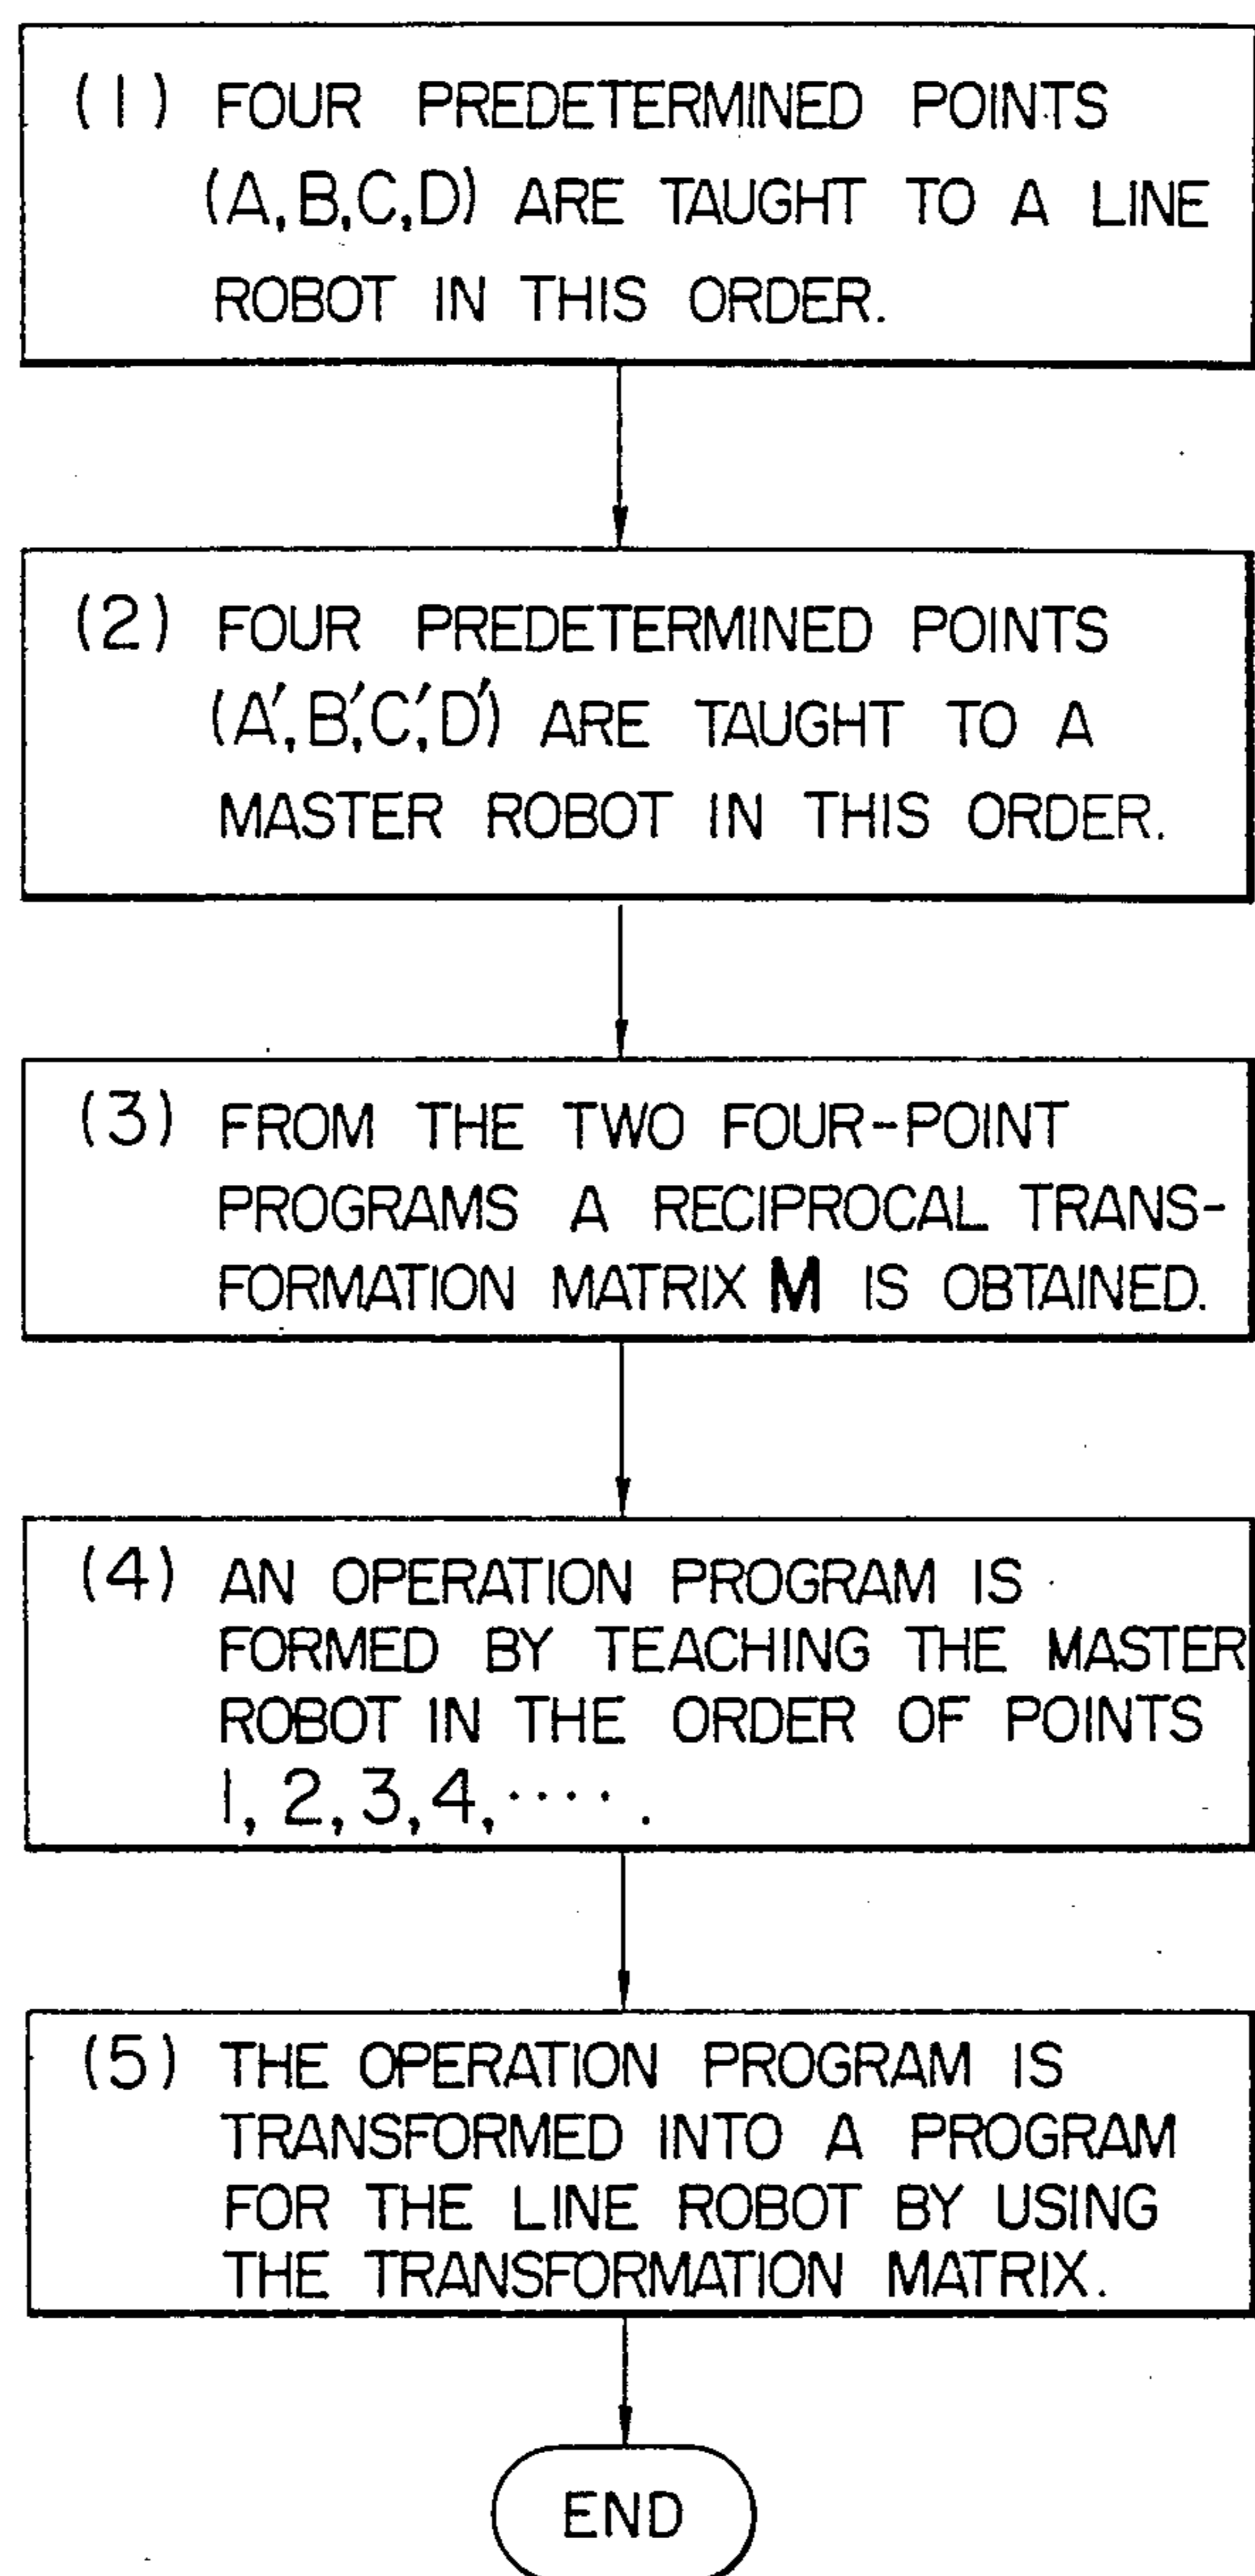 (1) FOUR PREDETERMINED POINTS
(A,B,C,D) ARE TAUGHT TO A LINE
ROBOT IN THIS ORDER.
(2) FOUR PREDETERMINED POINTS
(A',B',C',D') ARE TAUGHT TO A
MASTER ROBOT IN THIS ORDER.
(3) FROM THE TWO FOUR-POINT
PROGRAMS A RECIPROCAL TRANS-
FORMATION MATRIX M IS OBTAINED.
(4) AN OPERATION PROGRAM IS
FORMED BY TEACHING THE MASTER
ROBOT IN THE ORDER OF POINTS
1, 2, 3, 4, ···· .
(5) THE OPERATION PROGRAM IS
TRANSFORMED INTO A PROGRAM
FOR THE LINE ROBOT BY USING
THE TRANSFORMATION MATRIX.
END